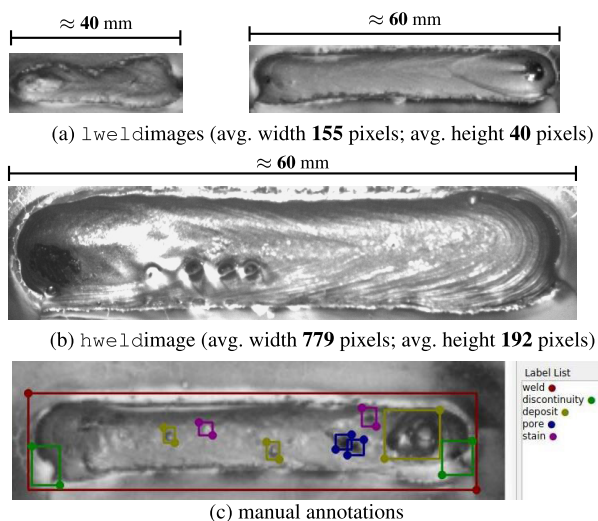 ≈ 40 mm
≈ 60 mm
(a) lweldimages (avg. width 155 pixels; avg. height 40 pixels)
≈ 60 mm
(b) hweldimage (avg. width 779 pixels; avg. height 192 pixels)
Label List
weld
discontinuity
deposit
pore
stain
(c) manual annotations